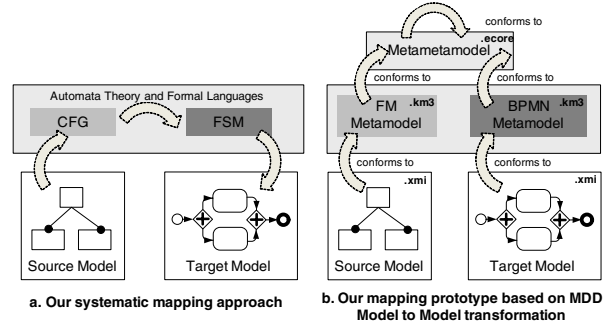 Automata Theory and Formal Languages
CFG
FSM
Source Model
Target Model
a. Our systematic mapping approach
conforms to
.ecore
Metametamodel
conforms to
conforms to
FM .km3
Metamodel
BPMN .km3
Metamodel
conforms to
conforms to
.xmi
.xmi
Source Model
Target Model
b. Our mapping prototype based on MDD
Model to Model transformation